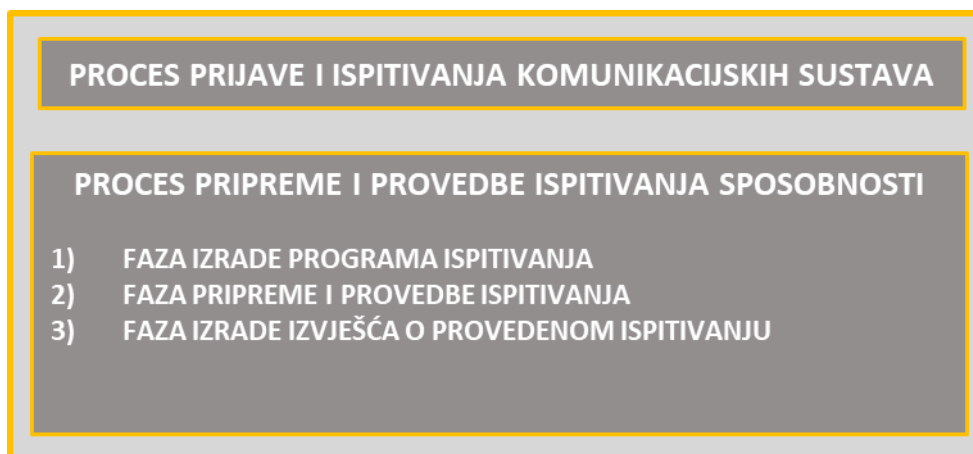 PROCES PRIJAVE I ISPITIVANJA KOMUNIKACIJSKIH SUSTAVA
PROCES PRIPREME I PROVEDBE ISPITIVANJA SPOSOBNOSTI
1) FAZA IZRADE PROGRAMA ISPITIVANJA
2) FAZA PRIPREME I PROVEDBE ISPITIVANJA
3) FAZA IZRADE IZVJEŠĆA O PROVEDENOM ISPITIVANJU